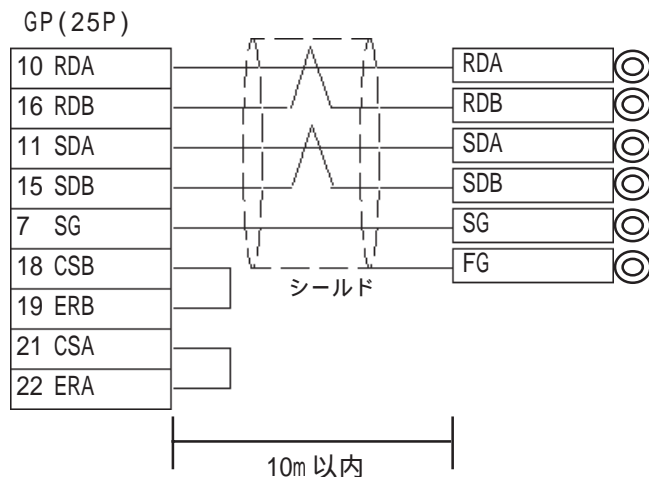 GP(25P)
10 RDA RDA
16 RDB RDB
11 SDA SDA
15 SDB SDB
7 SG SG
18 CSB FG
シールド
19 ERB
21 CSA
22 ERA
10m 以内